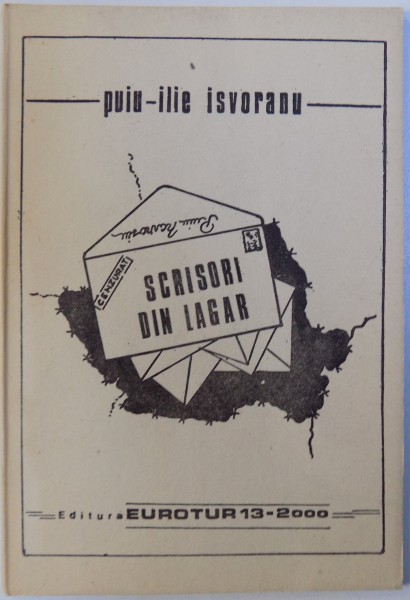 puiu-ilie isvoranu
CENZURAT
SCRISORI
DIN LAGAR
Editura EUROTUR 13-2000